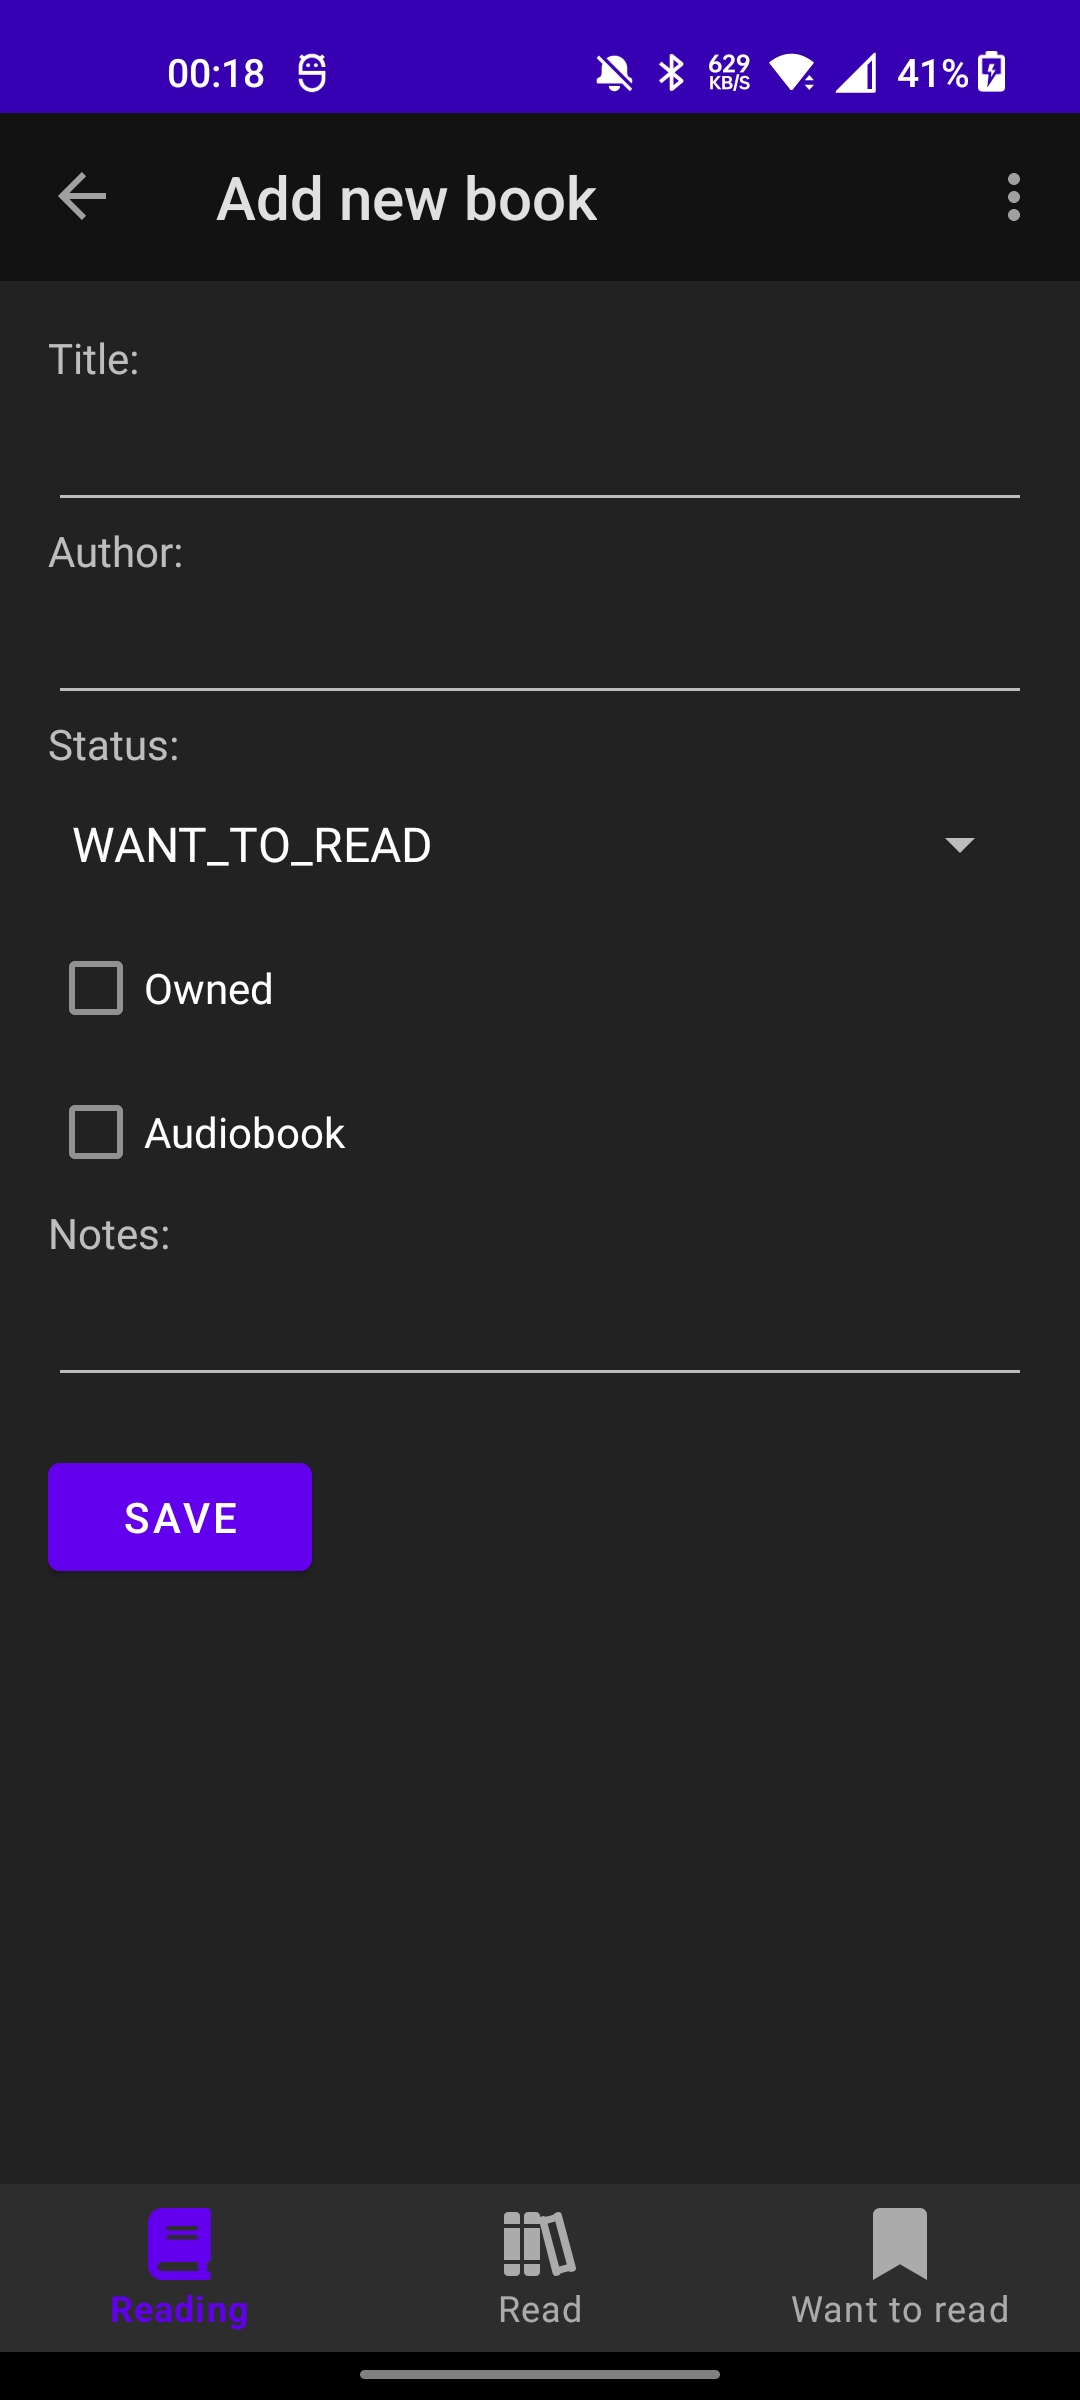 00:18 629 KB/S 41%
Add new book
Title:
Author:
Status:
WANT_TO_READ
Owned
Audiobook
Notes:
SAVE
Reading Read Want to read